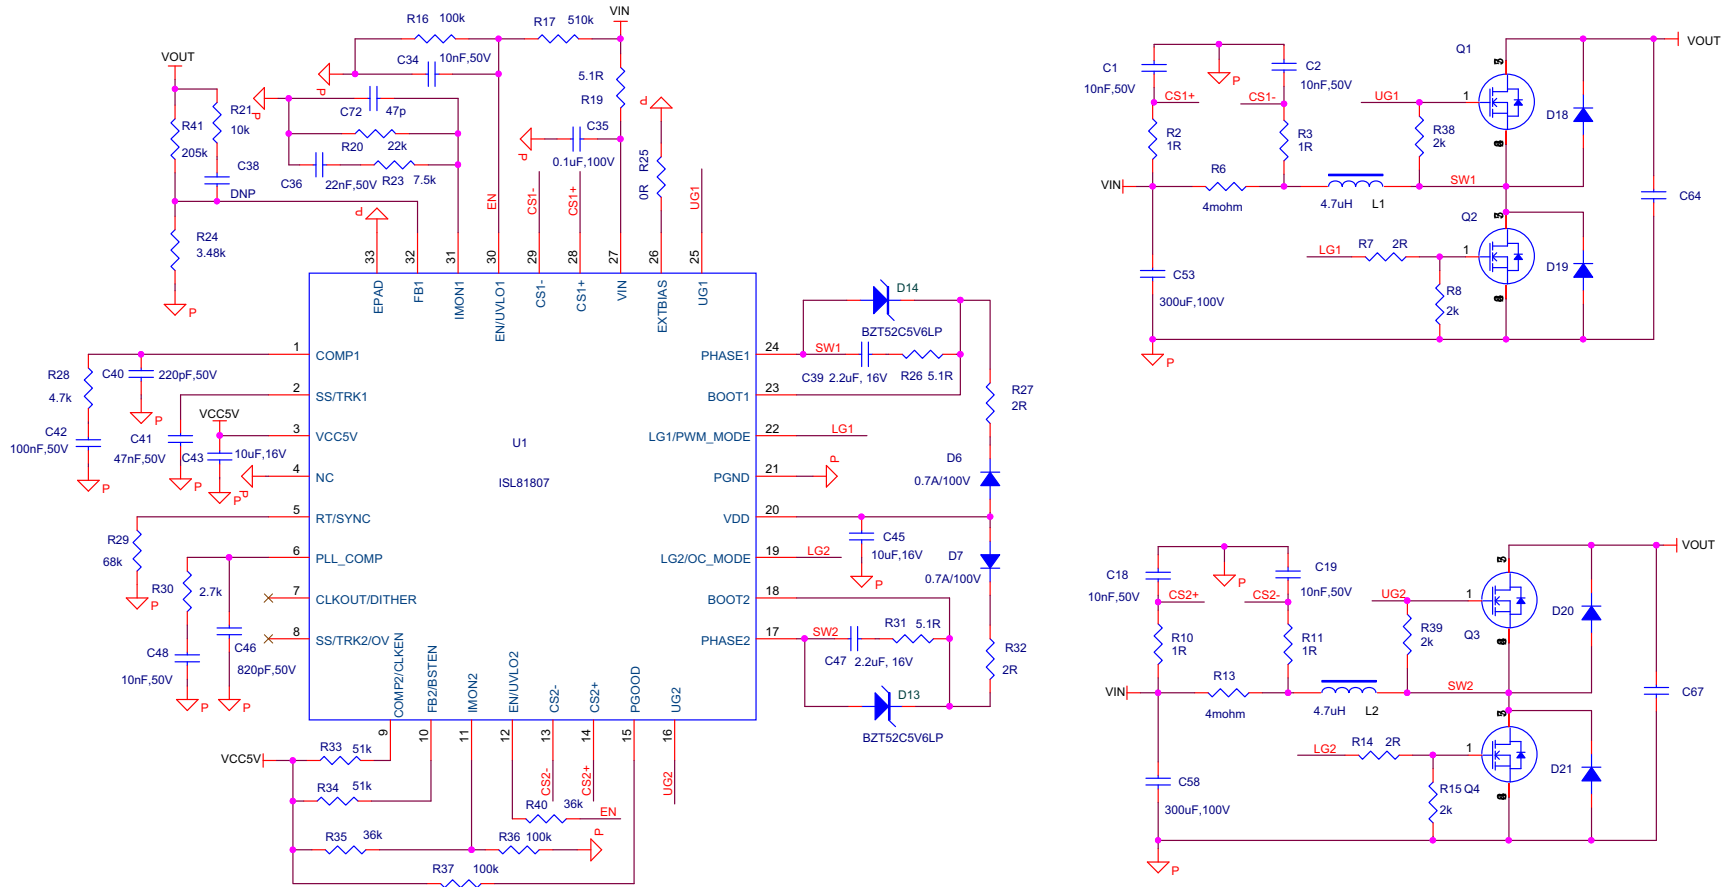 R16 100k
R17 510k
VIN
C34 10nF,50V
VOUT
P
5.1R
R19
R21
10k
P
C72 47p
P
R41
205k
R20
22k
C35
0.1uF,100V
P
C38
DNP
C36
22nF,50V
R23 7.5k
0R R25
EN
CS1-
CS1+
UG1
P
R24
3.48k
P
33
32
31
30
29
28
27
26
25
EPAD
FB1
IMON1
EN/UVLO1
CS1-
CS1+
VIN
EXTBIAS
UG1
1
COMP1
2
SS/TRK1
3
VCC5V
4
NC
5
RT/SYNC
6
PLL_COMP
7
CLKOUT/DITHER
8
SS/TRK2/OV
U1
ISL81807
PHASE1
24
BOOT1
23
LG1/PWM_MODE
22
PGND
21
VDD
20
LG2/OC_MODE
19
BOOT2
18
PHASE2
17
R28
4.7k
C40
220pF,50V
P
C42
100nF,50V
P
C41
47nF,50V
P
VCC5V
C43
10uF,16V
P
P
R29
68k
P
R30
2.7k
C48
10nF,50V
P
C46
820pF,50V
P
D14
BZT52C5V6LP
SW1
C39 2.2uF, 16V
R26 5.1R
R27
2R
LG1
P
D6
0.7A/100V
C45
10uF,16V
P
LG2
D7
0.7A/100V
SW2
R31 5.1R
C47 2.2uF, 16V
R32
2R
D13
BZT52C5V6LP
COMP2/CLKEN
FB2/BSTEN
IMON2
EN/UVLO2
CS2-
CS2+
PGOOD
UG2
9
10
11
12
13
14
15
16
VCC5V
R33 51k
R34 51k
R35 36k
R36 100k
R37 100k
R40 36k
EN
CS2-
CS2+
UG2
P
C1
10nF,50V
P
C2
10nF,50V
CS1+
CS1-
R2
1R
R3
1R
VIN
R6
4mohm
4.7uH L1
UG1
R38
2k
SW1
Q1
1
D18
VOUT
C64
Q2
LG1
R7 2R
1
R8
2k
D19
C53
300uF,100V
P
C18
10nF,50V
P
C19
10nF,50V
CS2+
CS2-
R10
1R
R11
1R
VIN
R13
4mohm
4.7uH L2
UG2
R39
2k
SW2
1
Q3
D20
VOUT
C67
LG2
R14 2R
1
R15 Q4
2k
D21
C58
300uF,100V
P